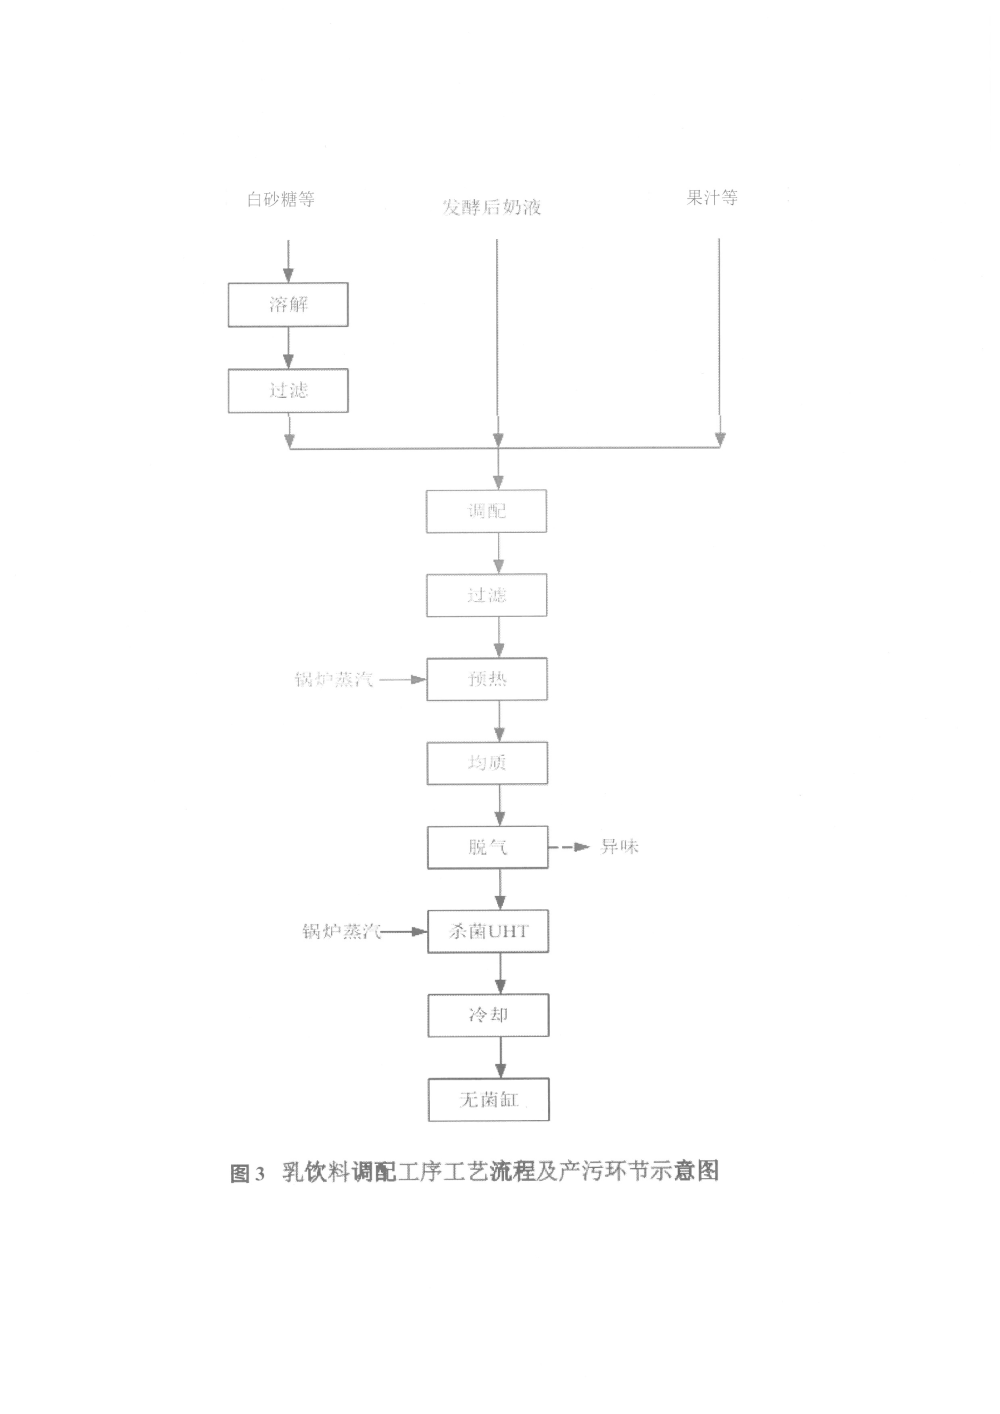 白砂糖等
发酵后奶液
果汁等
溶解
过滤
调配
过滤
锅炉蒸汽
预热
均质
脱气
异味
锅炉蒸汽
杀菌UHT
冷却
无菌缸
图 3 乳饮料调配工序工艺流程及产污环节示意图